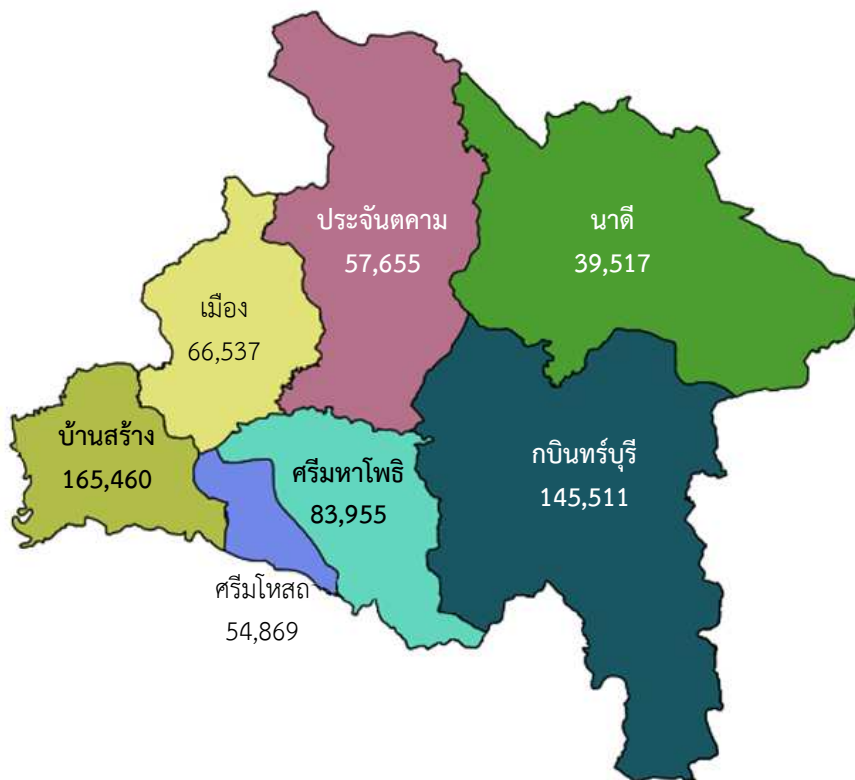 ประจันตคาม
57,655
นาดี
39,517
เมือง
66,537
บ้านสร้าง
165,460
ศรีมหาโพธิ
83,955
กบินทร์บุรี
145,511
ศรีมโหสถ
54,869